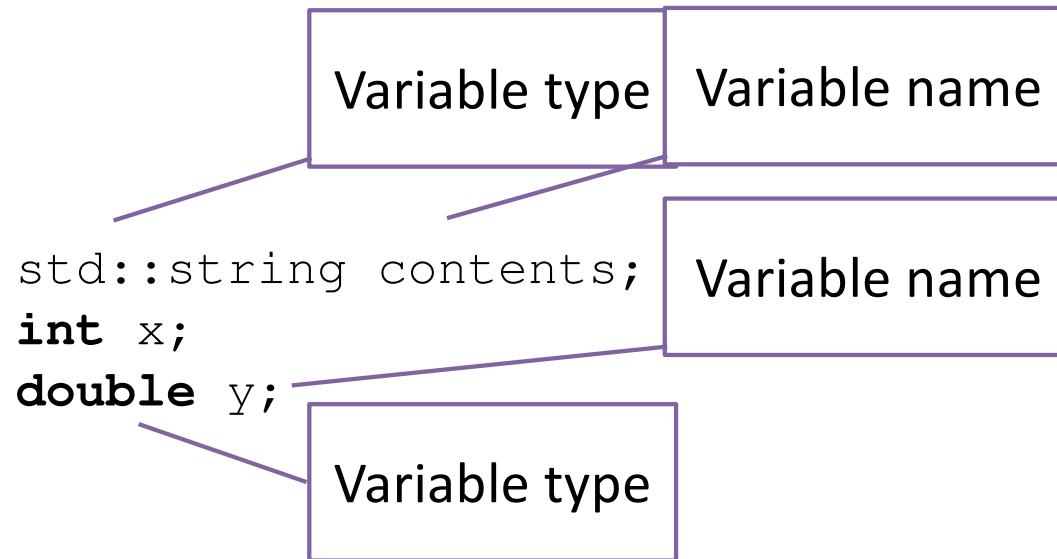 Variable type
Variable name
std::string contents;
Variable name
int x;
double y;
Variable type